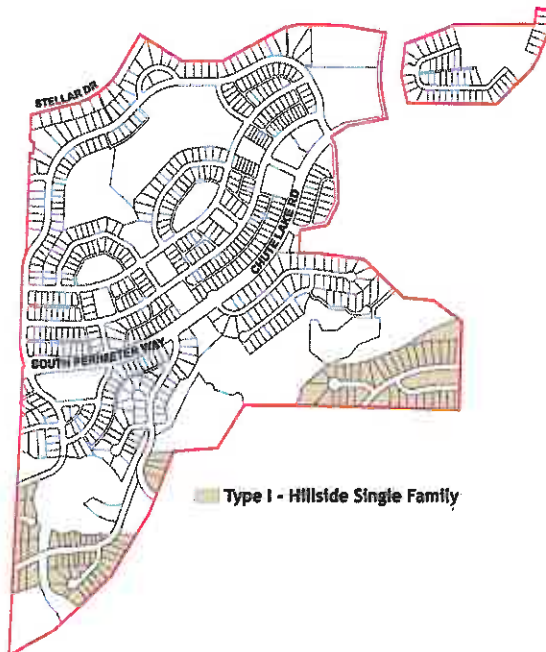 STELLAR DR
CHUTE LAKE RD
SOUTH PERIMETER WAY
Type I - Hillside Single Family